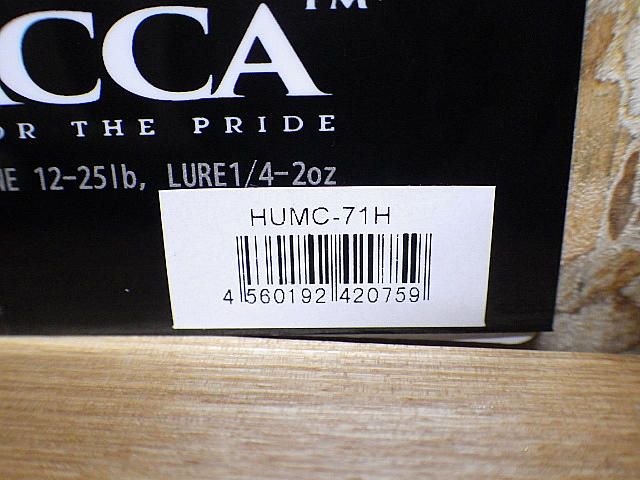 CCA™
OR THE PRIDE
NE 12-25lb, LURE1/4-2oz
HUMC-71H
4 560192 420759